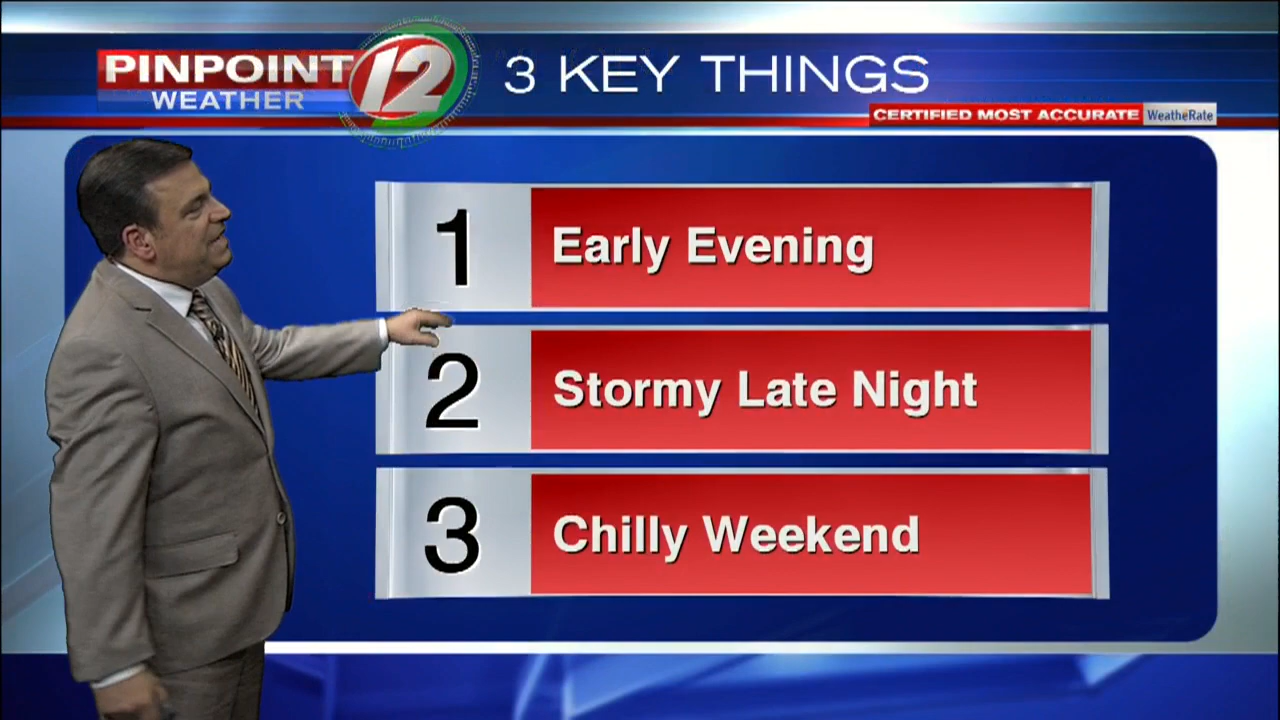 PINPOINT 12
WEATHER
3 KEY THINGS
CERTIFIED MOST ACCURATE WeatheRate
1 Early Evening
2 Stormy Late Night
3 Chilly Weekend